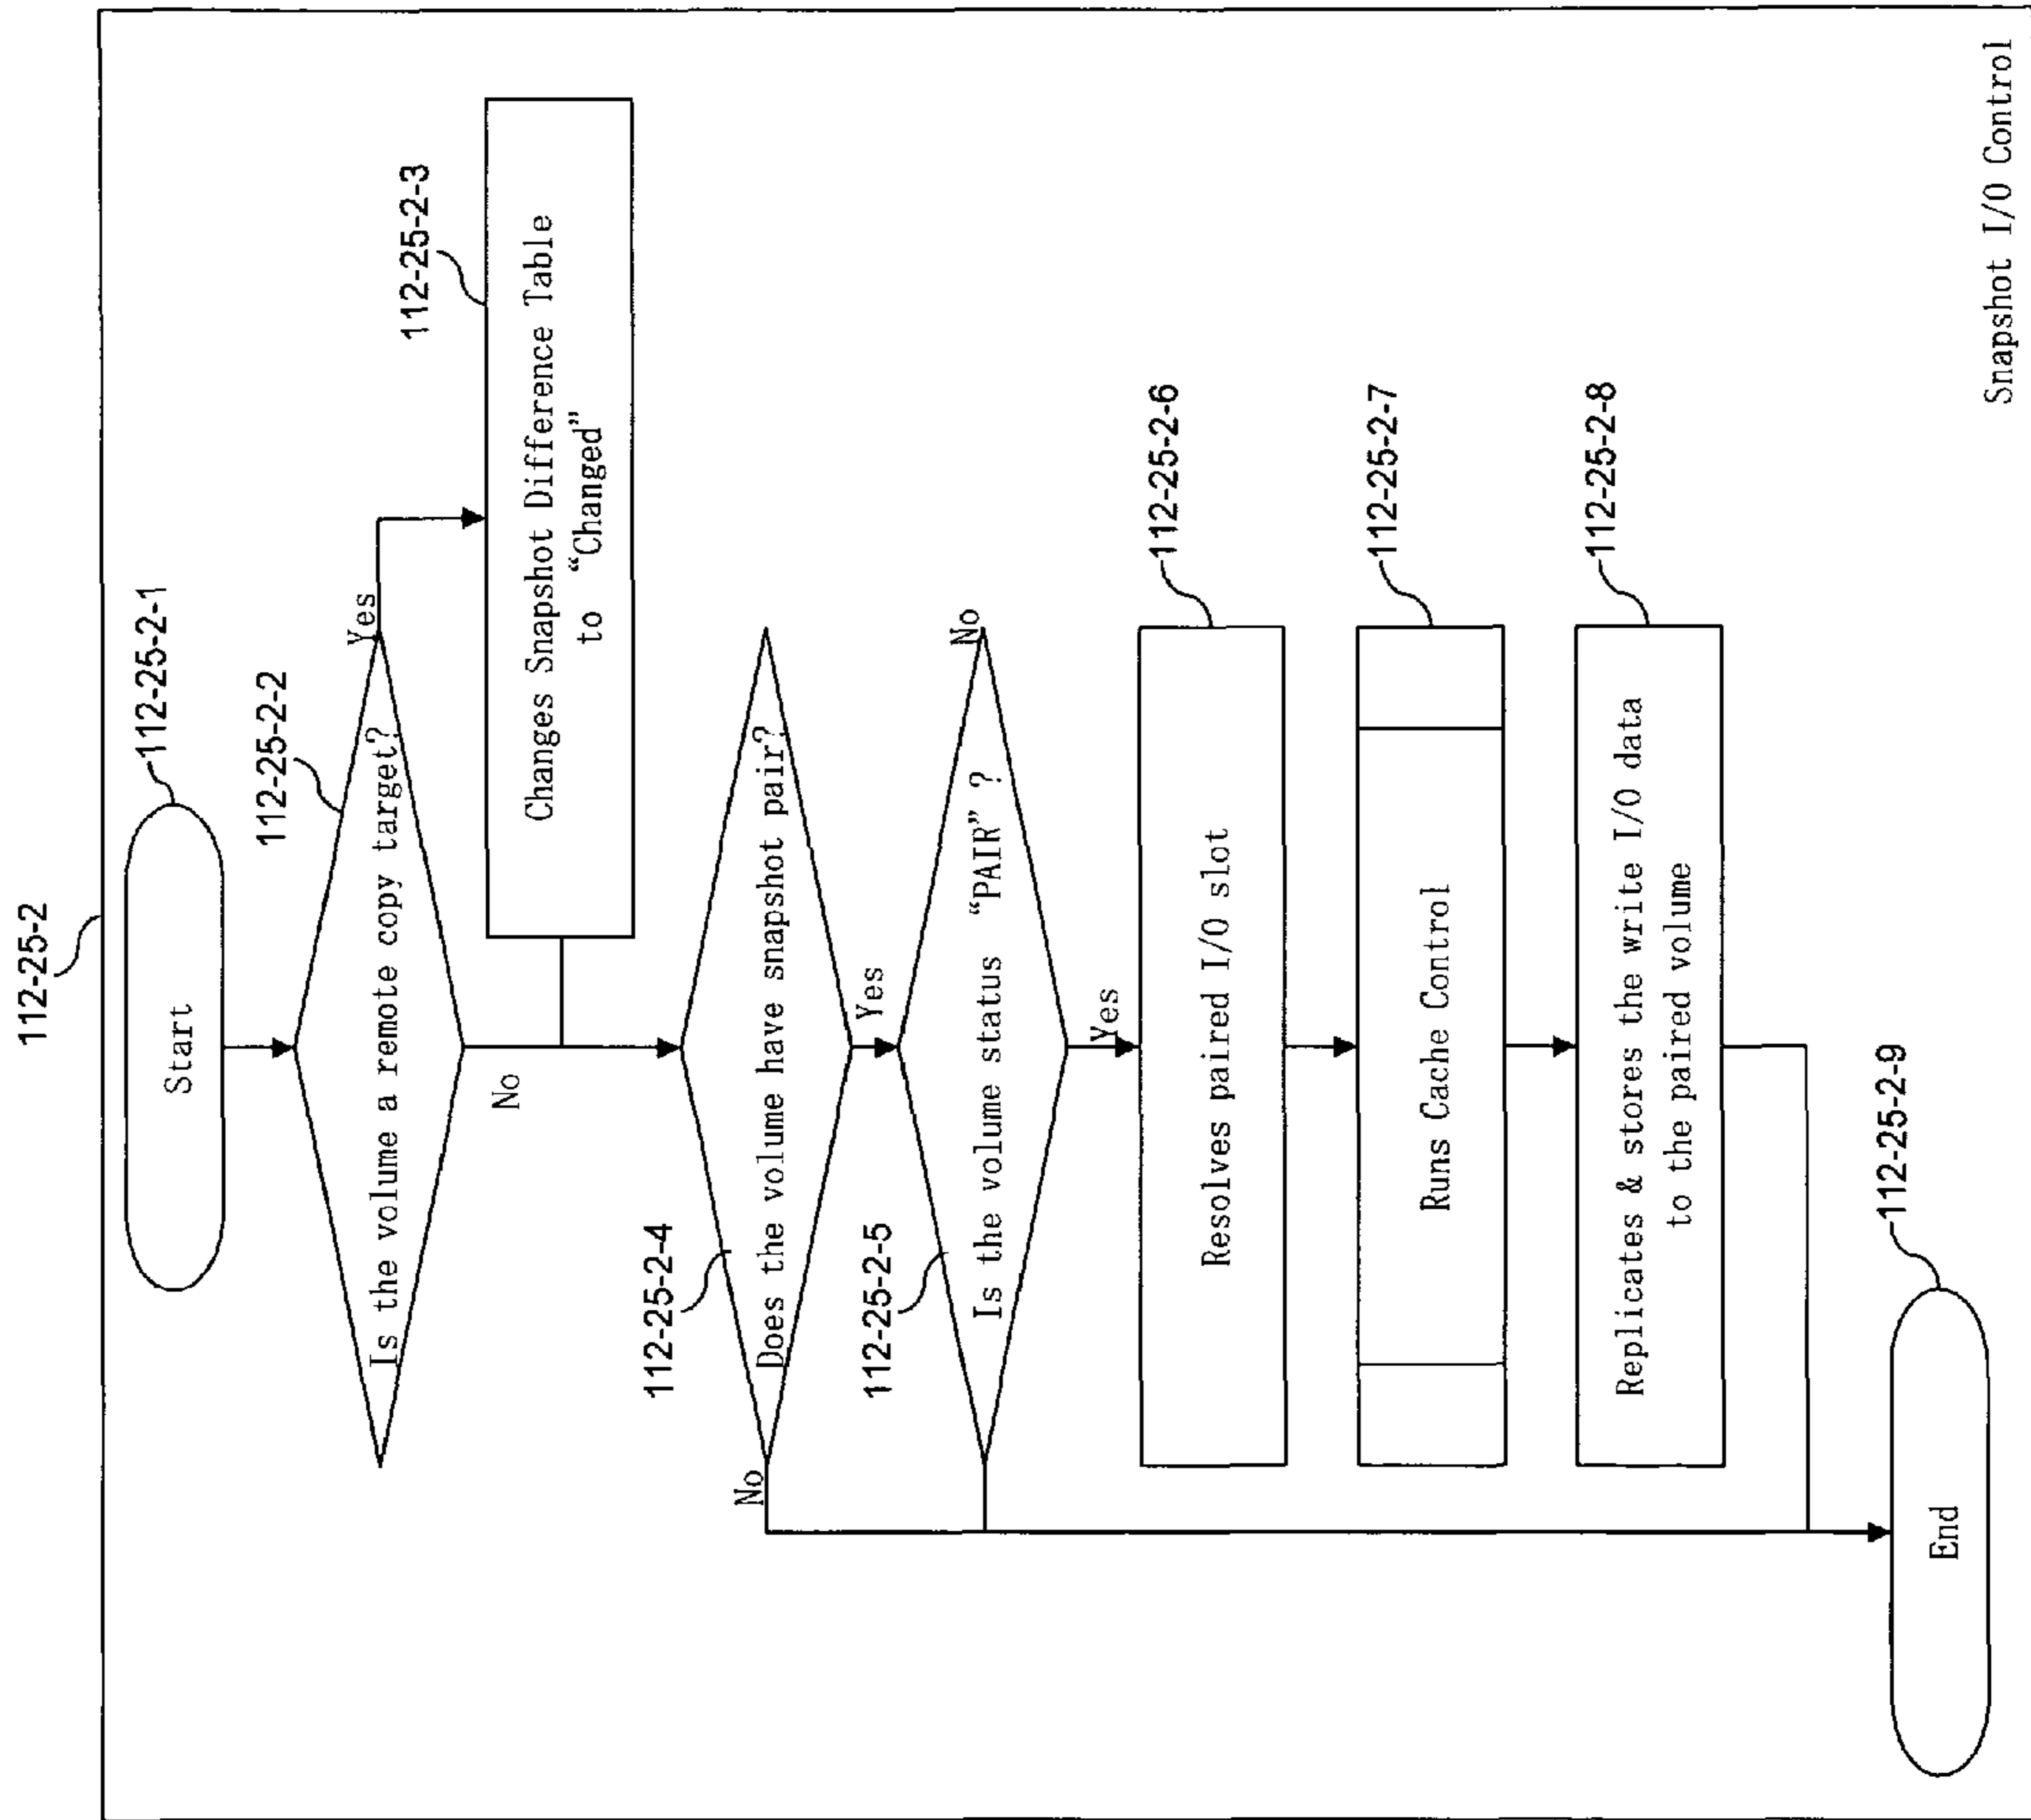 112-25-2
Start
112-25-2-1
Is the volume a remote copy target?
112-25-2-2
Yes
No
Changes Snapshot Difference Table
to “Changed”
112-25-2-3
Does the volume have snapshot pair?
112-25-2-4
No
Yes
Is the volume status “PAIR” ?
112-25-2-5
No
Yes
Resolves paired I/O slot
112-25-2-6
Runs Cache Control
112-25-2-7
Replicates & stores the write I/O data
to the paired volume
112-25-2-8
End
112-25-2-9
Snapshot I/O Control